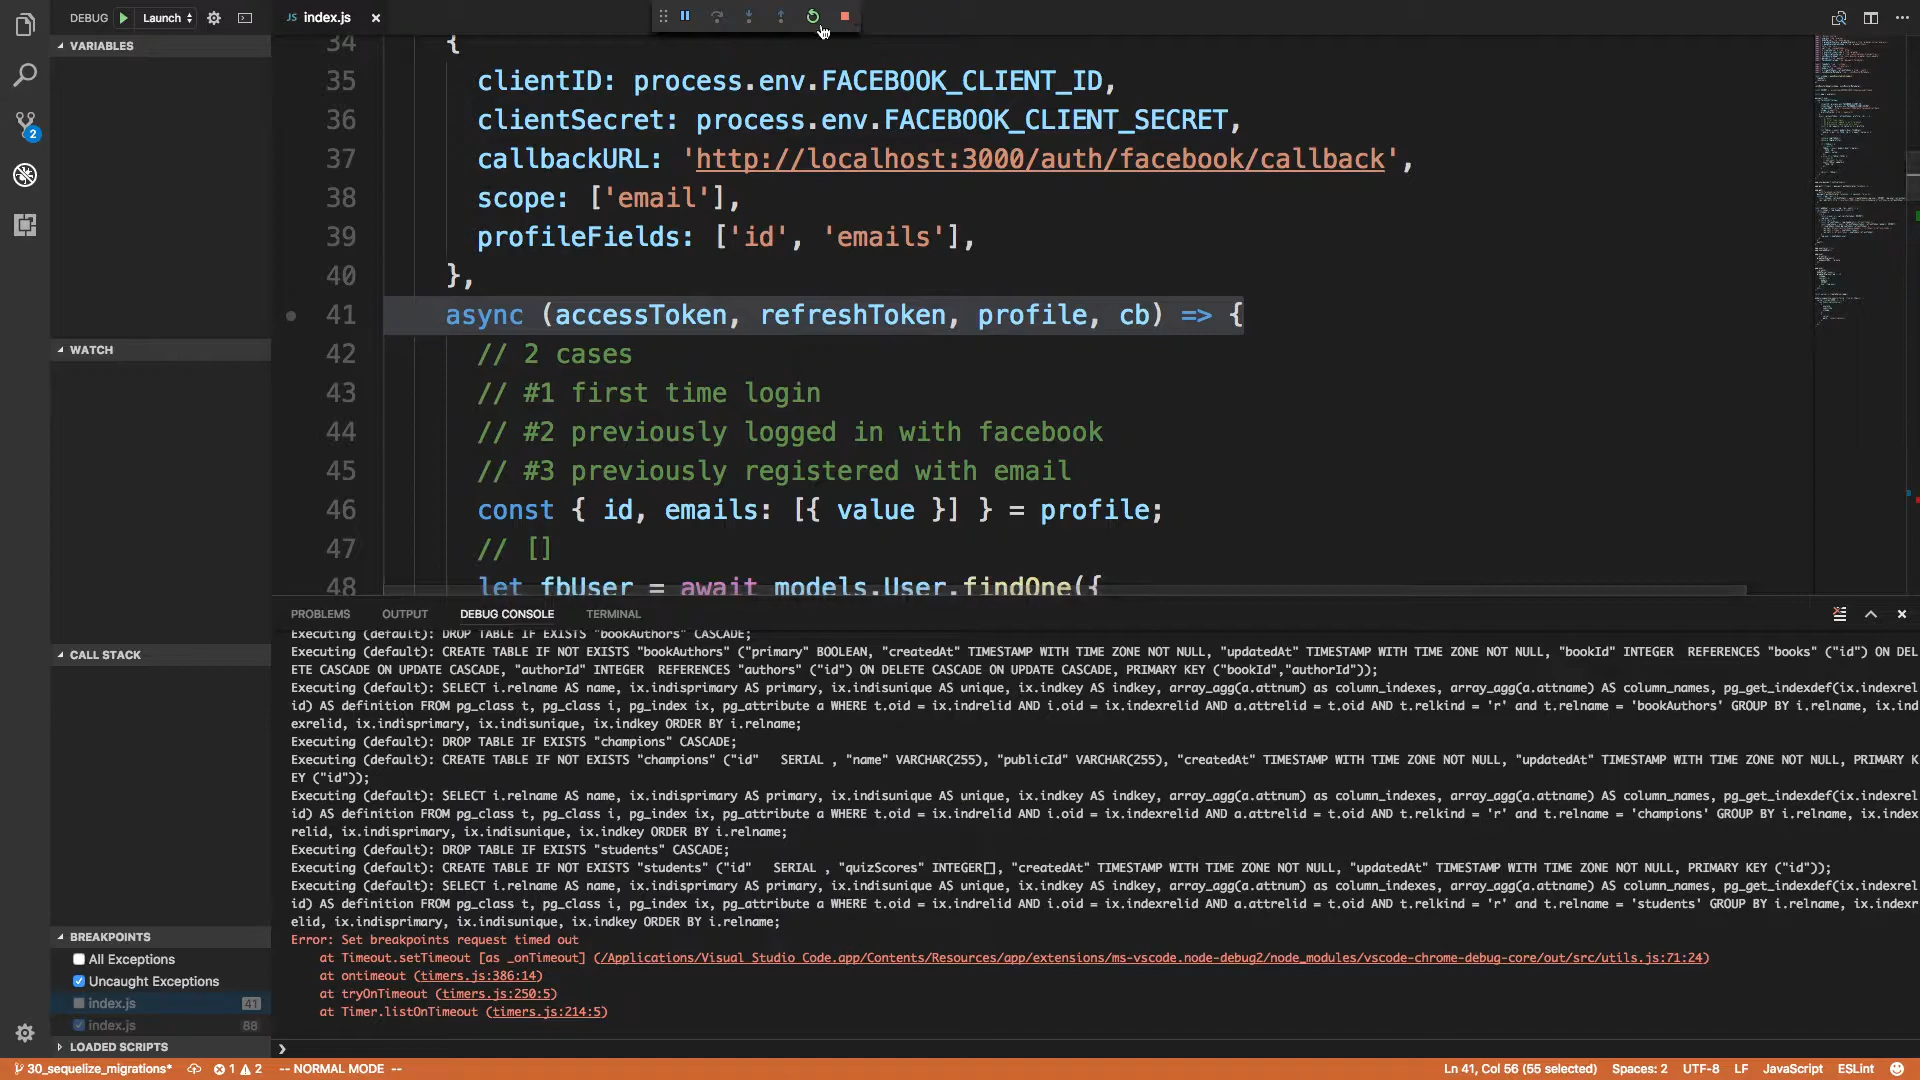 DEBUG Launch JS index.js
VARIABLES
WATCH
CALL STACK
BREAKPOINTS
All Exceptions
Uncaught Exceptions
index.js 41
index.js 88
LOADED SCRIPTS
2
34 {
35 clientID: process.env.FACEBOOK_CLIENT_ID,
36 clientSecret: process.env.FACEBOOK_CLIENT_SECRET,
37 callbackURL: 'http://localhost:3000/auth/facebook/callback',
38 scope: ['email'],
39 profileFields: ['id', 'emails'],
40 },
41 async (accessToken, refreshToken, profile, cb) => {
42 // 2 cases
43 // #1 first time login
44 // #2 previously logged in with facebook
45 // #3 previously registered with email
46 const { id, emails: [{ value }] } = profile;
47 // []
48 let fbUser = await models.User.findOne({
PROBLEMS OUTPUT DEBUG CONSOLE TERMINAL
Executing (default): DROP TABLE IF EXISTS "bookAuthors" CASCADE;
Executing (default): CREATE TABLE IF NOT EXISTS "bookAuthors" ("primary" BOOLEAN, "createdAt" TIMESTAMP WITH TIME ZONE NOT NULL, "updatedAt" TIMESTAMP WITH TIME ZONE NOT NULL, "bookId" INTEGER  REFERENCES "books" ("id") ON DEL
ETE CASCADE ON UPDATE CASCADE, "authorId" INTEGER  REFERENCES "authors" ("id") ON DELETE CASCADE ON UPDATE CASCADE, PRIMARY KEY ("bookId","authorId"));
Executing (default): SELECT i.relname AS name, ix.indisprimary AS primary, ix.indisunique AS unique, ix.indkey AS indkey, array_agg(a.attnum) as column_indexes, array_agg(a.attname) AS column_names, pg_get_indexdef(ix.indexrel
id) AS definition FROM pg_class t, pg_class i, pg_index ix, pg_attribute a WHERE t.oid = ix.indrelid AND i.oid = ix.indexrelid AND a.attrelid = t.oid AND t.relkind = 'r' and t.relname = 'bookAuthors' GROUP BY i.relname, ix.ind
exrelid, ix.indisprimary, ix.indisunique, ix.indkey ORDER BY i.relname;
Executing (default): DROP TABLE IF EXISTS "champions" CASCADE;
Executing (default): CREATE TABLE IF NOT EXISTS "champions" ("id"   SERIAL , "name" VARCHAR(255), "publicId" VARCHAR(255), "createdAt" TIMESTAMP WITH TIME ZONE NOT NULL, "updatedAt" TIMESTAMP WITH TIME ZONE NOT NULL, PRIMARY K
EY ("id"));
Executing (default): SELECT i.relname AS name, ix.indisprimary AS primary, ix.indisunique AS unique, ix.indkey AS indkey, array_agg(a.attnum) as column_indexes, array_agg(a.attname) AS column_names, pg_get_indexdef(ix.indexrel
id) AS definition FROM pg_class t, pg_class i, pg_index ix, pg_attribute a WHERE t.oid = ix.indrelid AND i.oid = ix.indexrelid AND a.attrelid = t.oid AND t.relkind = 'r' and t.relname = 'champions' GROUP BY i.relname, ix.index
relid, ix.indisprimary, ix.indisunique, ix.indkey ORDER BY i.relname;
Executing (default): DROP TABLE IF EXISTS "students" CASCADE;
Executing (default): CREATE TABLE IF NOT EXISTS "students" ("id"   SERIAL , "quizScores" INTEGER[], "createdAt" TIMESTAMP WITH TIME ZONE NOT NULL, "updatedAt" TIMESTAMP WITH TIME ZONE NOT NULL, PRIMARY KEY ("id"));
Executing (default): SELECT i.relname AS name, ix.indisprimary AS primary, ix.indisunique AS unique, ix.indkey AS indkey, array_agg(a.attnum) as column_indexes, array_agg(a.attname) AS column_names, pg_get_indexdef(ix.indexrel
id) AS definition FROM pg_class t, pg_class i, pg_index ix, pg_attribute a WHERE t.oid = ix.indrelid AND i.oid = ix.indexrelid AND a.attrelid = t.oid AND t.relkind = 'r' and t.relname = 'students' GROUP BY i.relname, ix.indexr
elid, ix.indisprimary, ix.indisunique, ix.indkey ORDER BY i.relname;
Error: Set breakpoints request timed out
at Timeout.setTimeout [as _onTimeout] (/Applications/Visual Studio Code.app/Contents/Resources/app/extensions/ms-vscode.node-debug2/node_modules/vscode-chrome-debug-core/out/src/utils.js:71:24)
at ontimeout (timers.js:386:14)
at tryOnTimeout (timers.js:250:5)
at Timer.listOnTimeout (timers.js:214:5)
30_sequelize_migrations* 1 2 -- NORMAL MODE -- Ln 41, Col 56 (55 selected) Spaces: 2 UTF-8 LF JavaScript ESLint